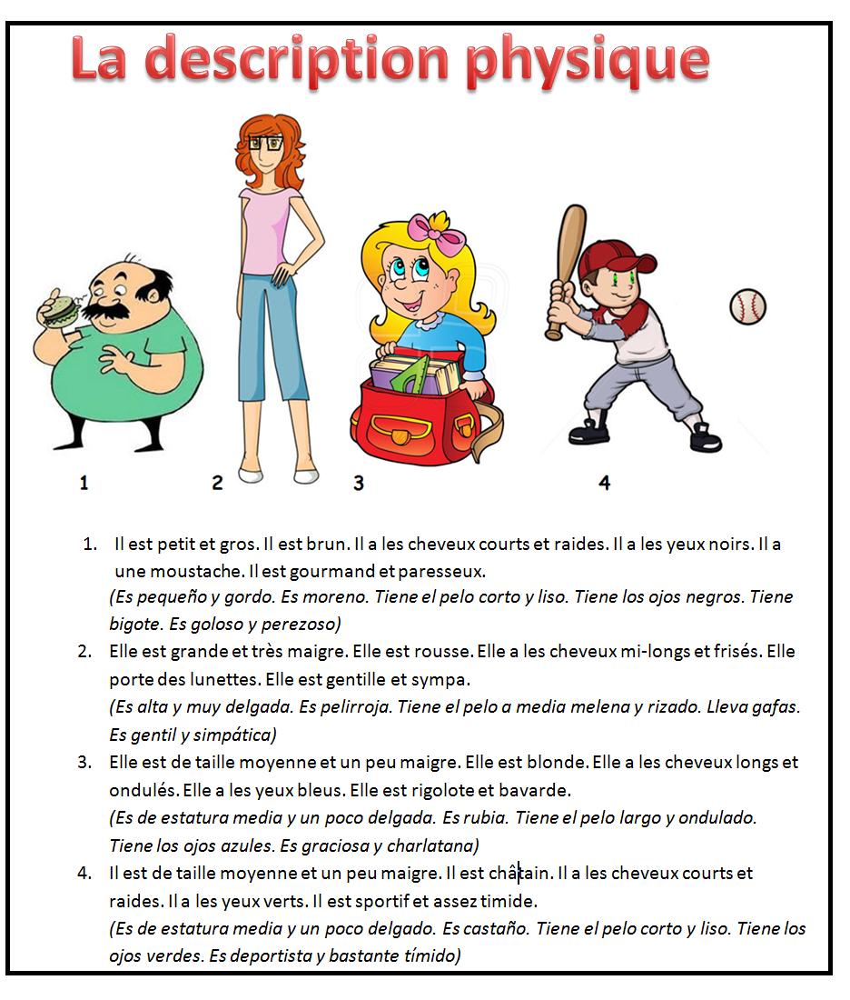 La description physique
1 2 3 4
1. Il est petit et gros. Il est brun. Il a les cheveux courts et raides. Il a les yeux noirs. Il a
une moustache. Il est gourmand et paresseux.
(Es pequeño y gordo. Es moreno. Tiene el pelo corto y liso. Tiene los ojos negros. Tiene
bigote. Es goloso y perezoso)
2. Elle est grande et très maigre. Elle est rousse. Elle a les cheveux mi-longs et frisés. Elle
porte des lunettes. Elle est gentille et sympa.
(Es alta y muy delgada. Es pelirroja. Tiene el pelo a media melena y rizado. Lleva gafas.
Es gentil y simpática)
3. Elle est de taille moyenne et un peu maigre. Elle est blonde. Elle a les cheveux longs et
ondulés. Elle a les yeux bleus. Elle est rigolote et bavarde.
(Es de estatura media y un poco delgada. Es rubia. Tiene el pelo largo y ondulado.
Tiene los ojos azules. Es graciosa y charlatana)
4. Il est de taille moyenne et un peu maigre. Il est châtain. Il a les cheveux courts et
raides. Il a les yeux verts. Il est sportif et assez timide.
(Es de estatura media y un poco delgado. Es castaño. Tiene el pelo corto y liso. Tiene los
ojos verdes. Es deportista y bastante tímido)